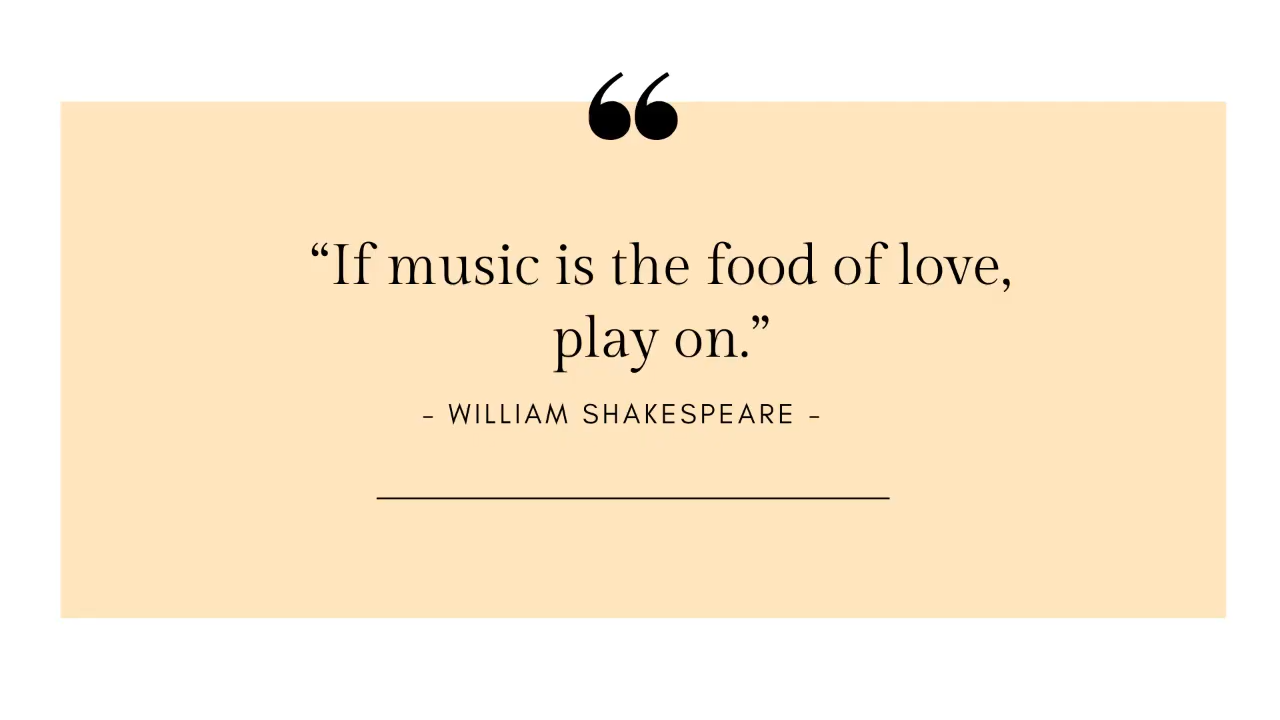 “
“If music is the food of love,
play on.”
– WILLIAM SHAKESPEARE –